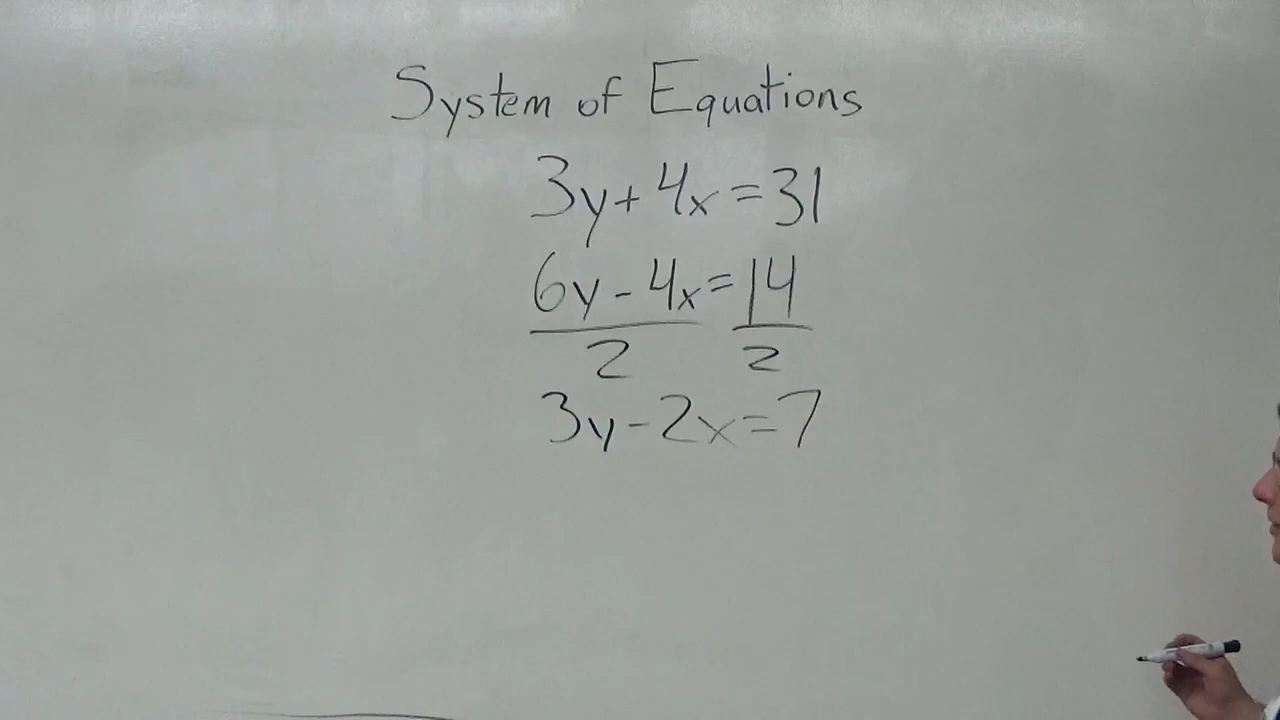 System of Equations
3y+4x=31
6y-4x=14
2 2
3y-2x=7